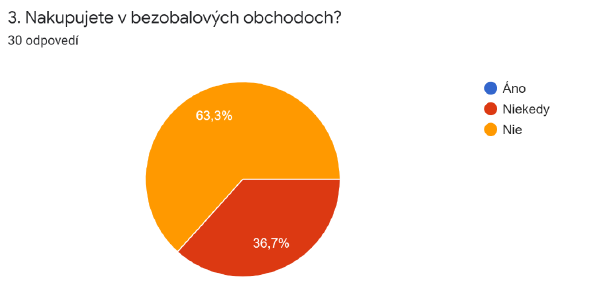 3. Nakupujete v bezobalových obchodoch?
30 odpovedí
63,3%
36,7%
Áno
Niekedy
Nie